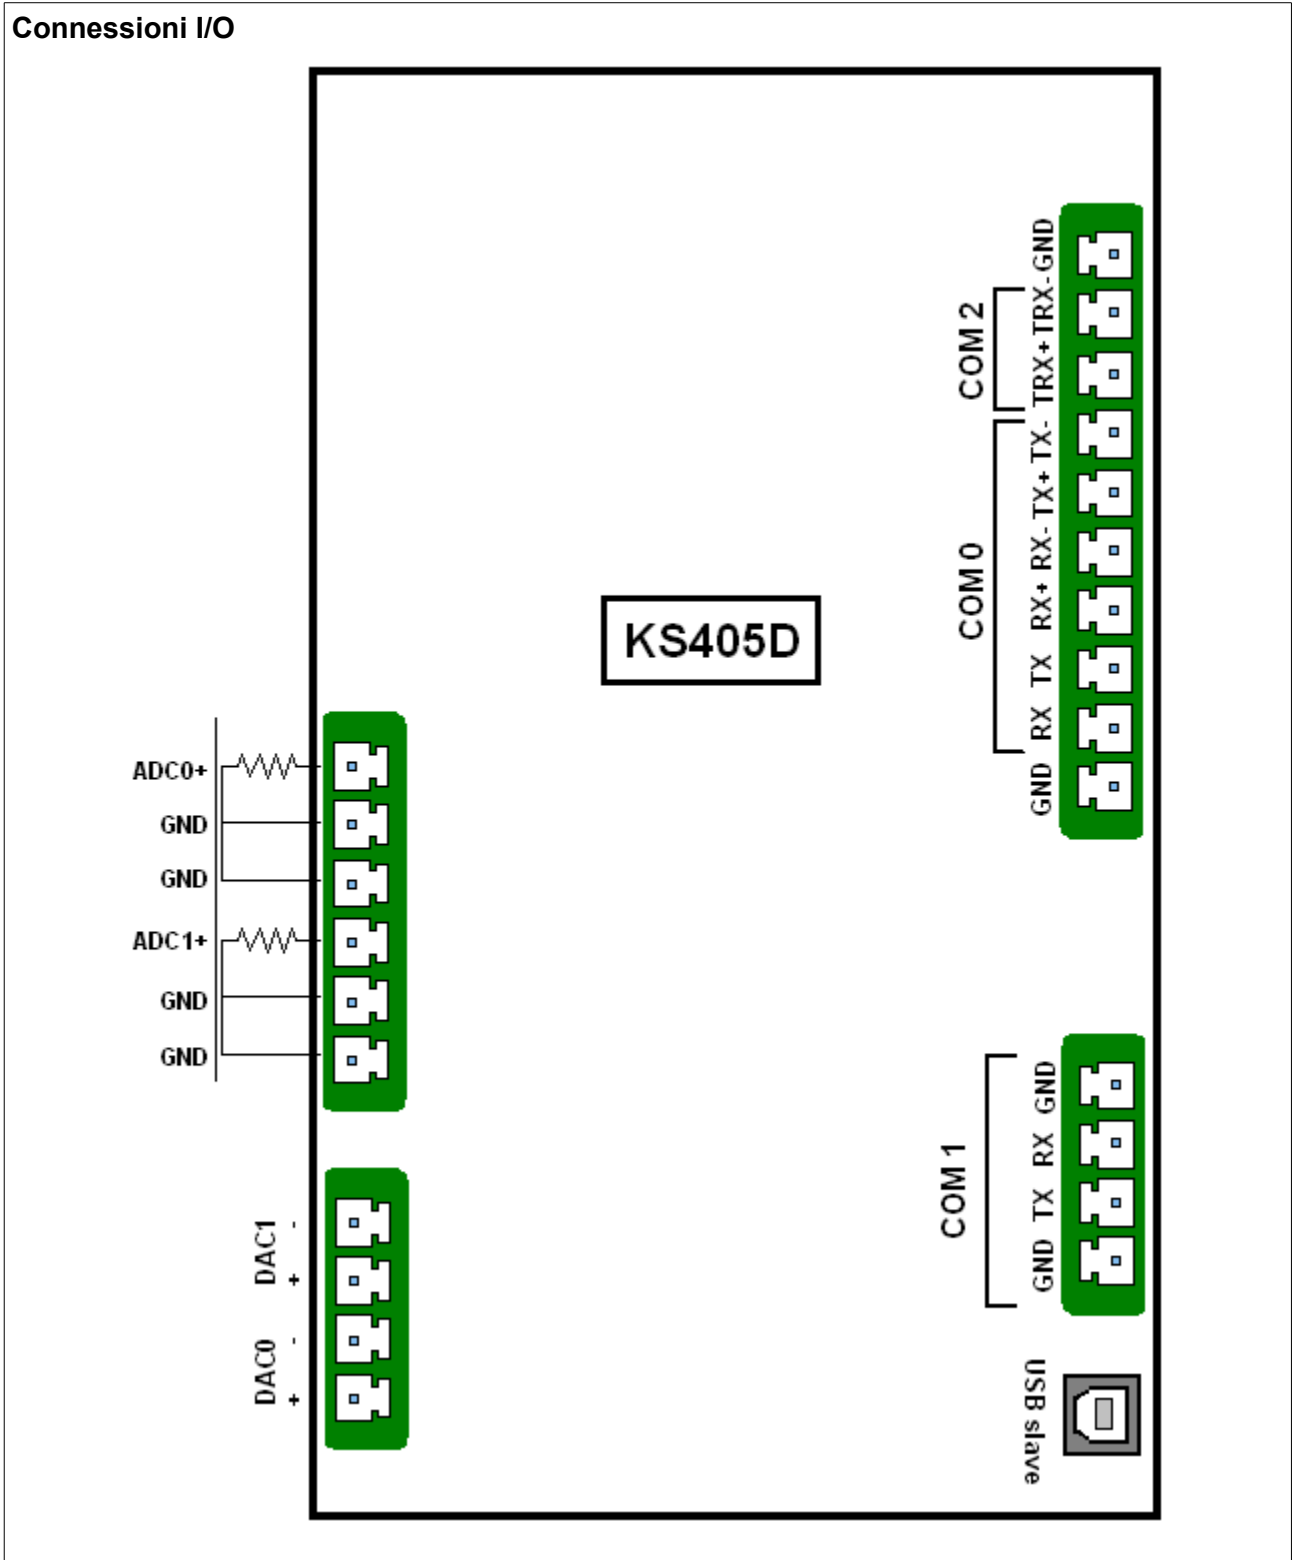 Connessioni I/O
GND
TRX-
TRX+
COM 2
TX-
TX+
RX-
RX+
TX
RX
COM 0
GND
KS405D
ADC0+
GND
GND
ADC1+
GND
GND
GND
RX
TX
GND
COM 1
DAC1
-
+
DAC0
-
+
USB slave